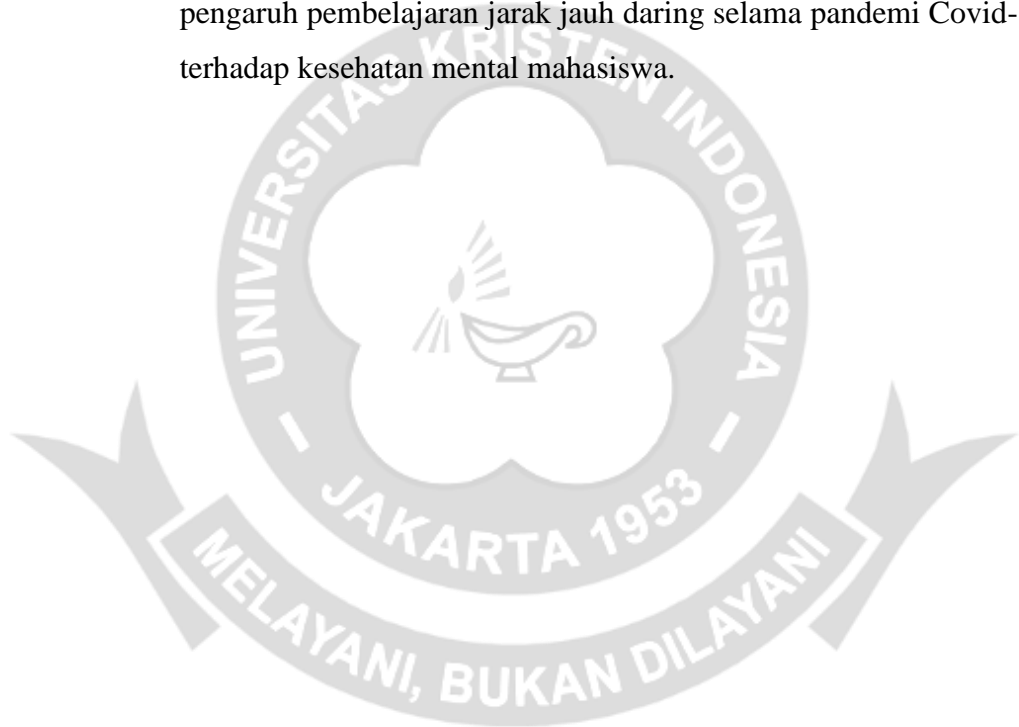 pengaruh pembelajaran jarak jauh daring selama pandemi Covid-
terhadap kesehatan mental mahasiswa.
UNIVERSITAS KRISTEN INDONESIA
- JAKARTA 1953 -
MELAYANI, BUKAN DILAYANI